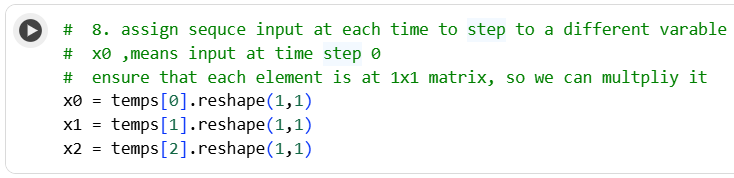 #  8. assign sequce input at each time to step to a different varable
#  x0 ,means input at time step 0
#  ensure that each element is at 1x1 matrix, so we can multpliy it
x0 = temps[0].reshape(1,1)
x1 = temps[1].reshape(1,1)
x2 = temps[2].reshape(1,1)